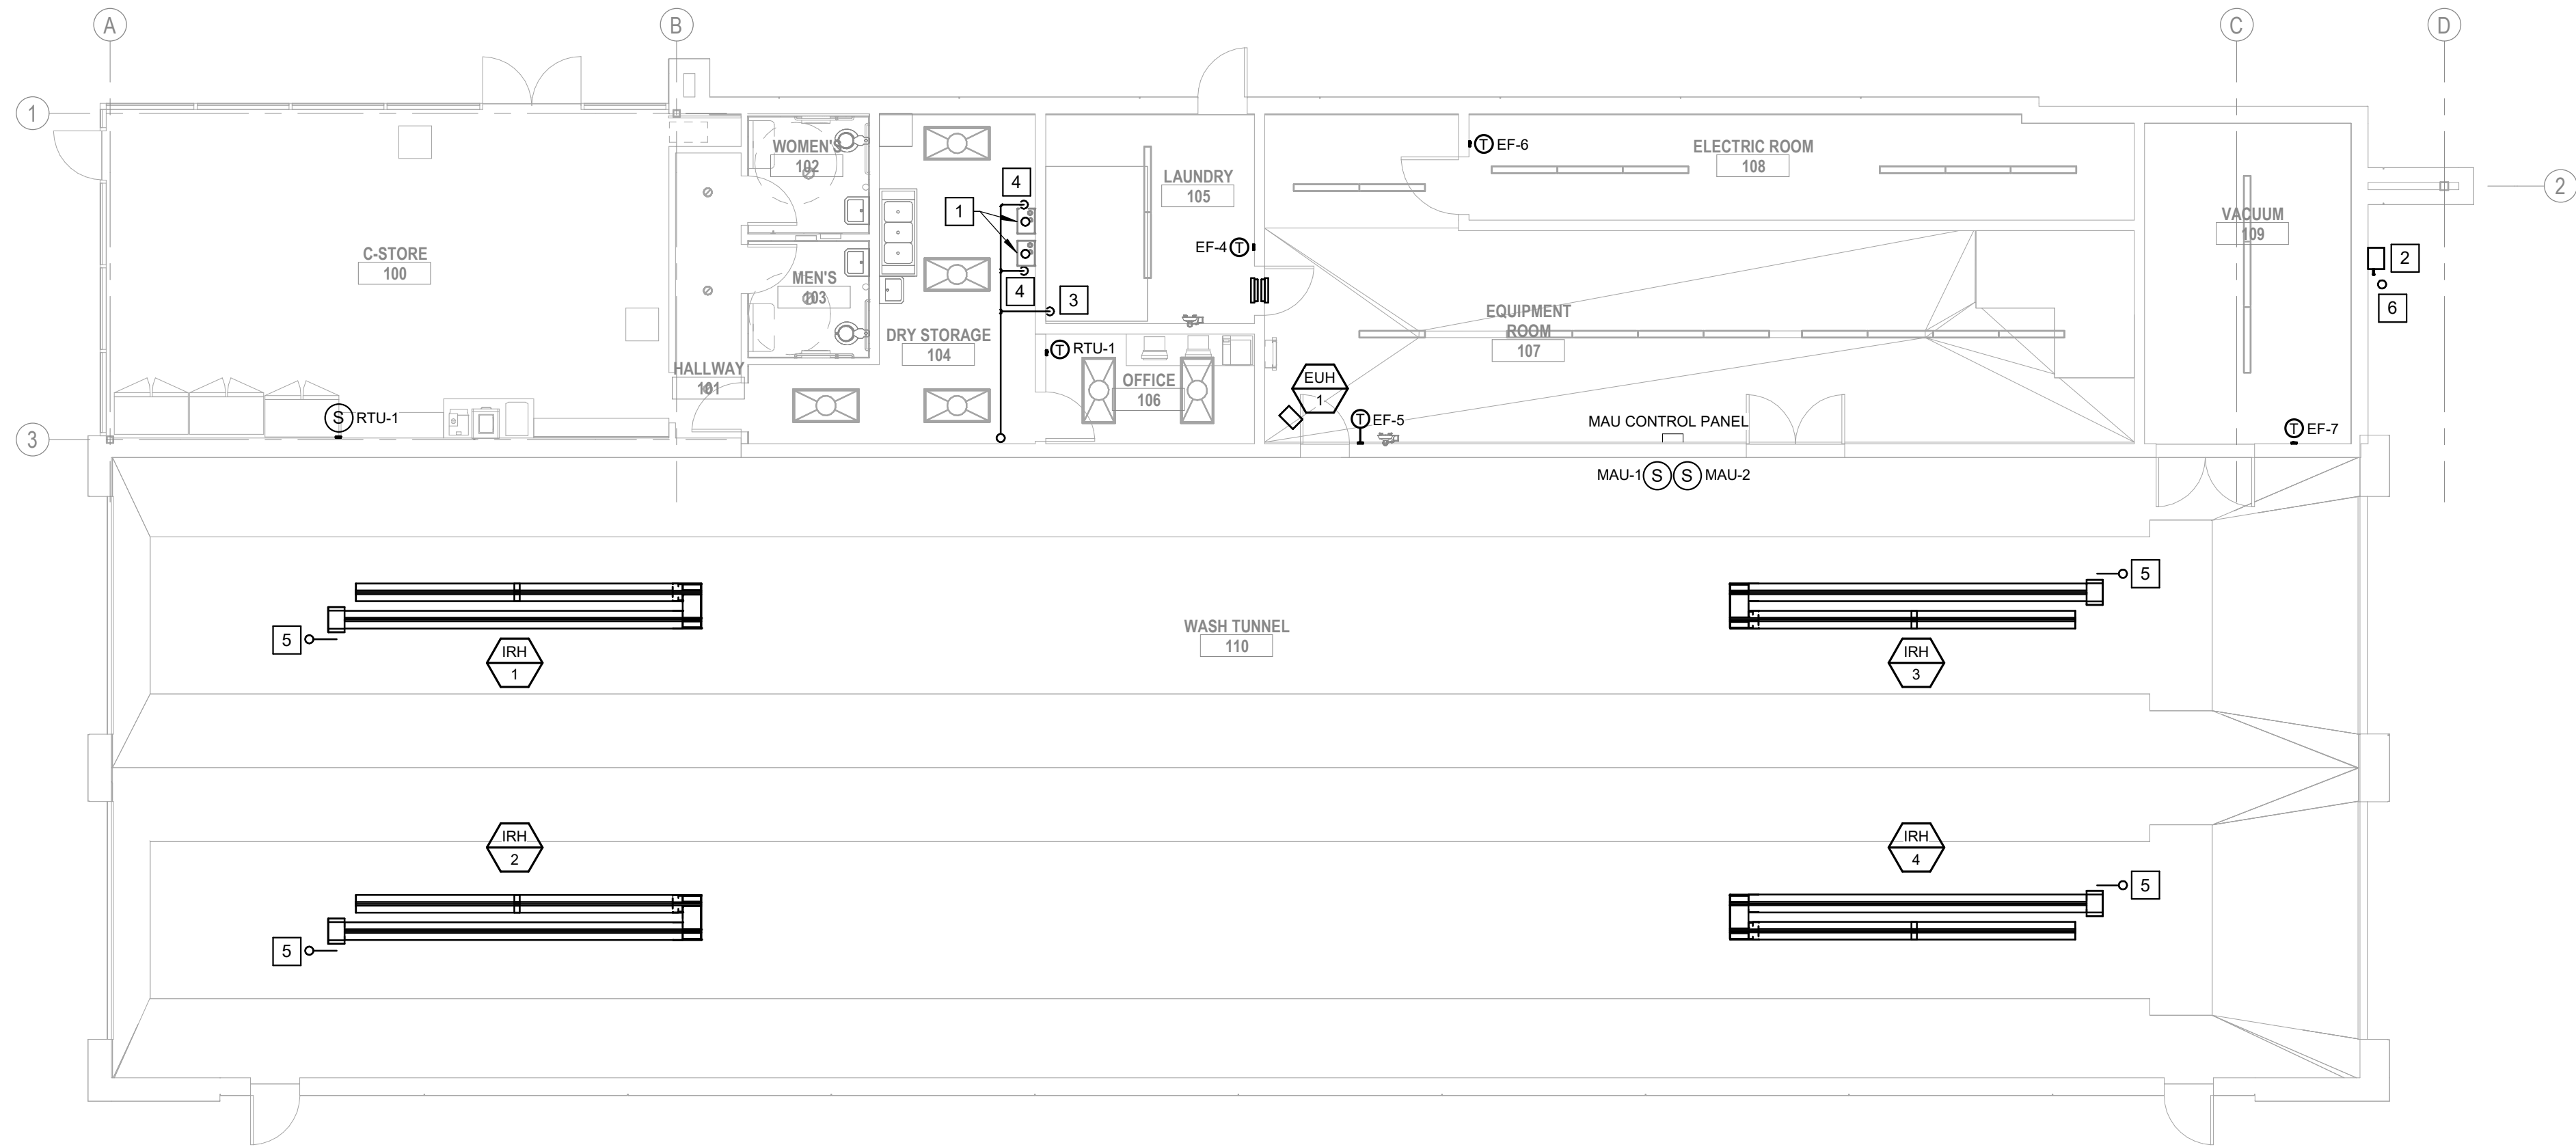 A
B
C
D
1
WOMEN'S
102
EF-6
ELECTRIC ROOM
108
LAUNDRY
105
4
2
1
VACUUM
109
C-STORE
100
EF-4
MEN'S
103
4
3
2
6
EQUIPMENT
ROOM
107
DRY STORAGE
104
RTU-1
HALLWAY
101
OFFICE
106
EUH
1
S RTU-1
T EF-5
MAU CONTROL PANEL
T EF-7
3
MAU-1 S S MAU-2
5
5
WASH TUNNEL
110
IRH
1
IRH
3
IRH
2
IRH
4
5
5
T
T
T